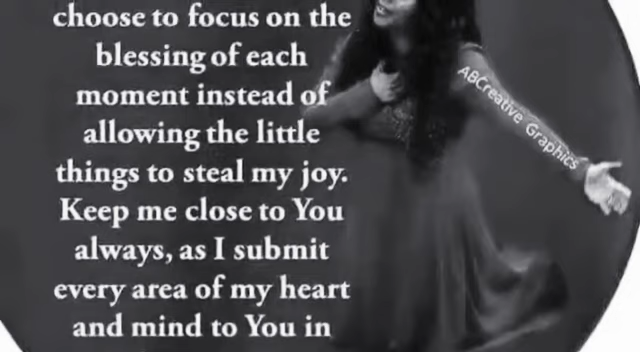 choose to focus on the
blessing of each
moment instead of
allowing the little
things to steal my joy.
Keep me close to You
always, as I submit
every area of my heart
and mind to You in
ABCreative Graphics